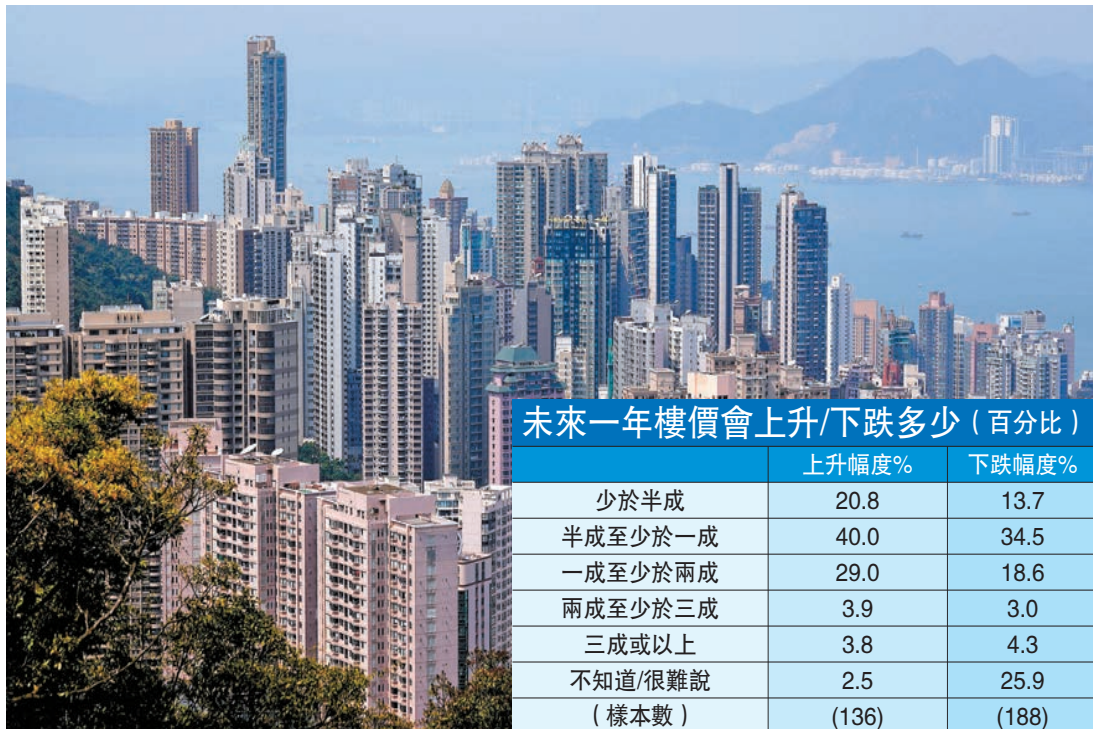 未來一年樓價會上升/下跌多少（百分比）
上升幅度% 下跌幅度%
少於半成 20.8 13.7
半成至少於一成 40.0 34.5
一成至少於兩成 29.0 18.6
兩成至少於三成 3.9 3.0
三成或以上 3.8 4.3
不知道/很難說 2.5 25.9
（樣本數） (136) (188)